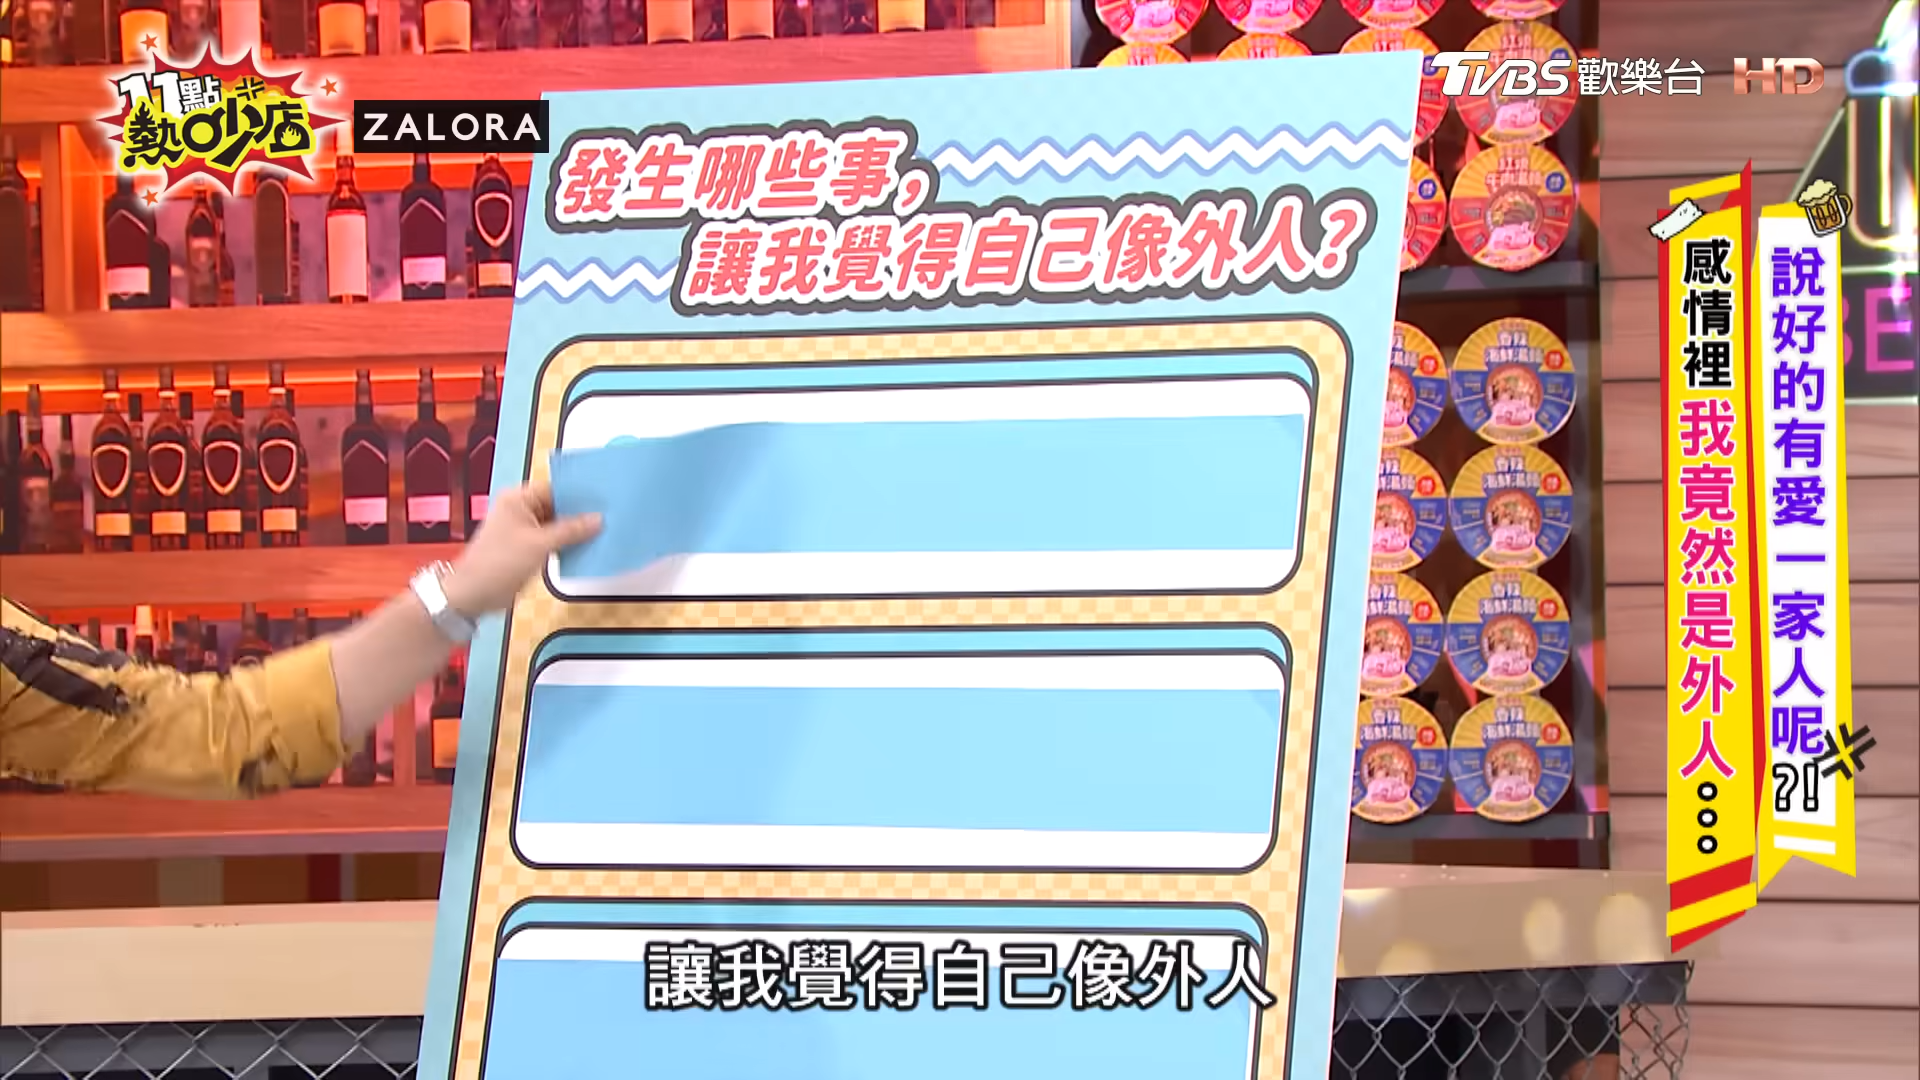 11點
熱吵店
ZALORA
TVBS歡樂台 HD
發生哪些事,
讓我覺得自己像外人?
說好的有愛一家人呢?!
感情裡我竟然是外人...
BE
讓我覺得自己像外人